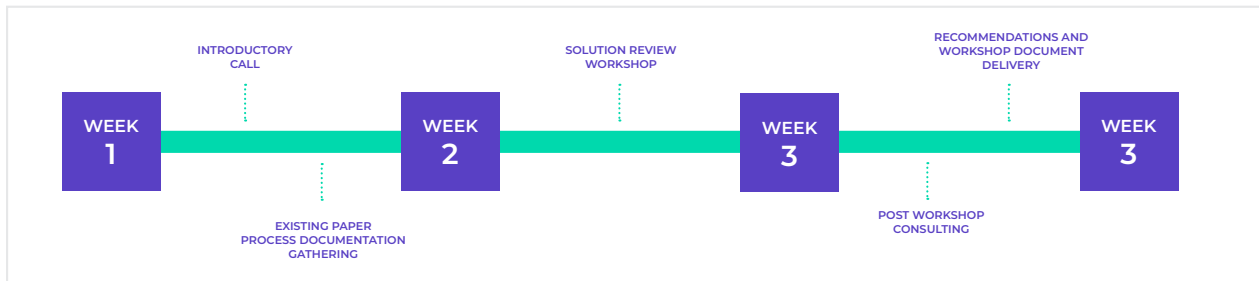 WEEK
1
INTRODUCTORY
CALL
EXISTING PAPER
PROCESS DOCUMENTATION
GATHERING
WEEK
2
SOLUTION REVIEW
WORKSHOP
WEEK
3
POST WORKSHOP
CONSULTING
RECOMMENDATIONS AND
WORKSHOP DOCUMENT
DELIVERY
WEEK
3